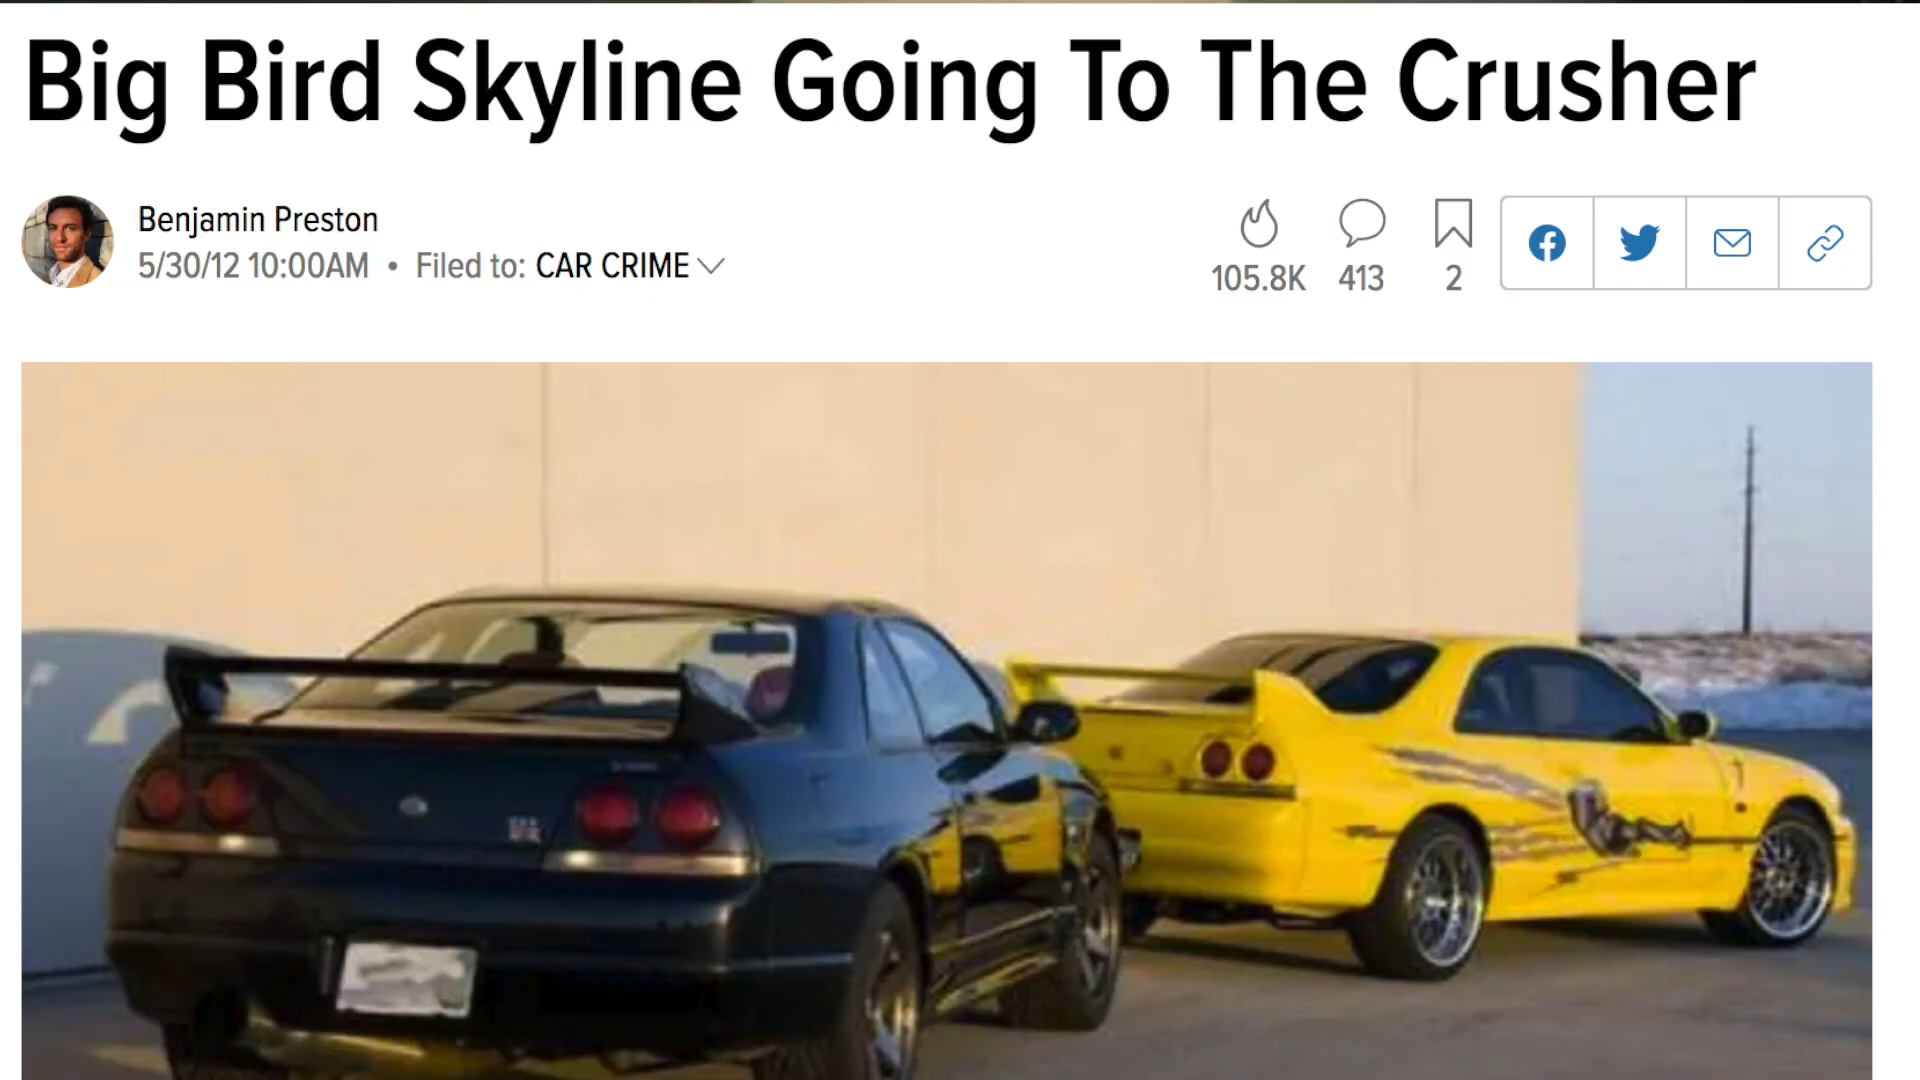 Big Bird Skyline Going To The Crusher
Benjamin Preston
5/30/12 10:00AM • Filed to: CAR CRIME
105.8K 413 2